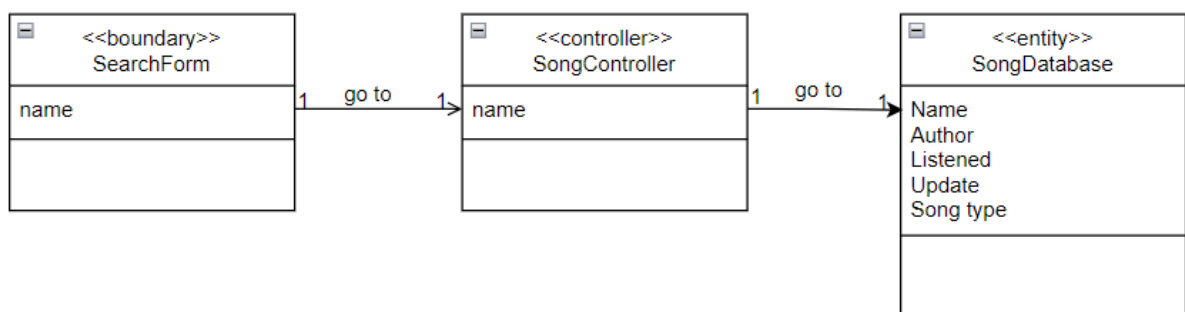 <<boundary>>
SearchForm
name
1 go to 1
<<controller>>
SongController
name
1 go to 1
<<entity>>
SongDatabase
Name
Author
Listened
Update
Song type